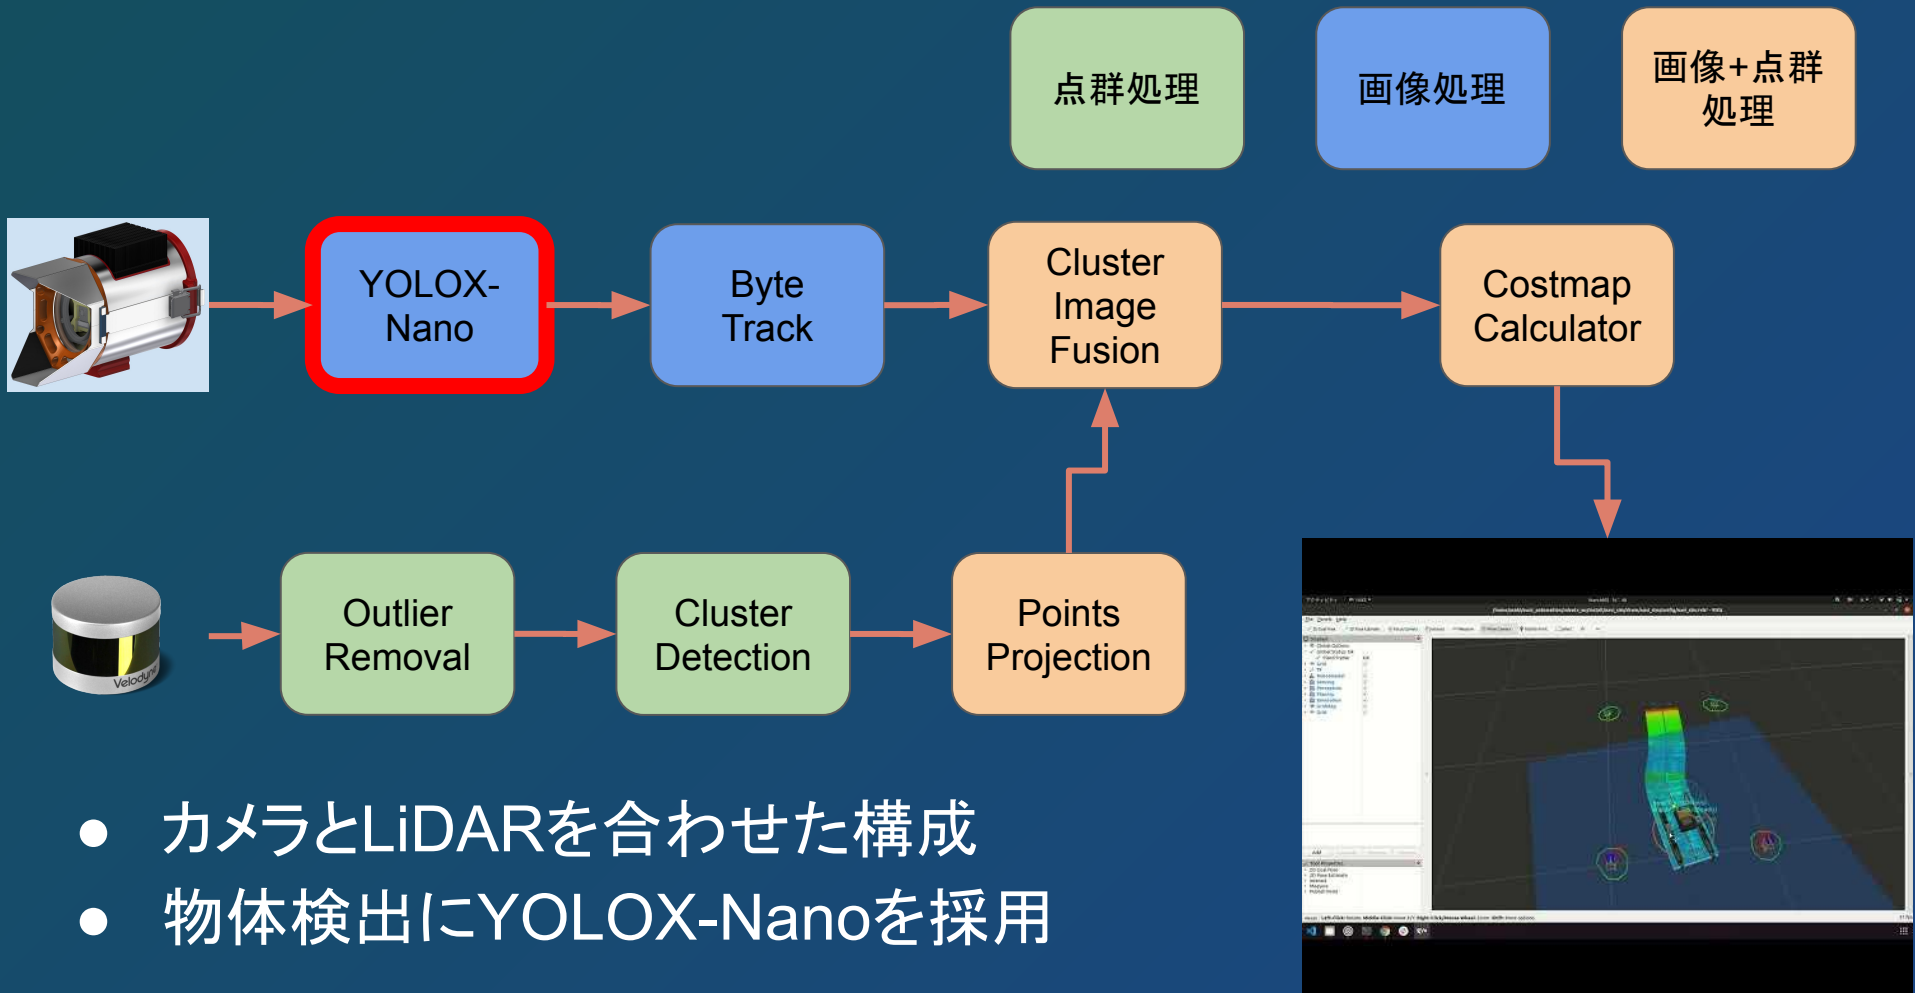 点群処理
画像処理
画像+点群
処理
YOLOX-
Nano
Byte
Track
Cluster
Image
Fusion
Costmap
Calculator
Outlier
Removal
Cluster
Detection
Points
Projection
Velodyne
● カメラとLiDARを合わせた構成
● 物体検出にYOLOX-Nanoを採用